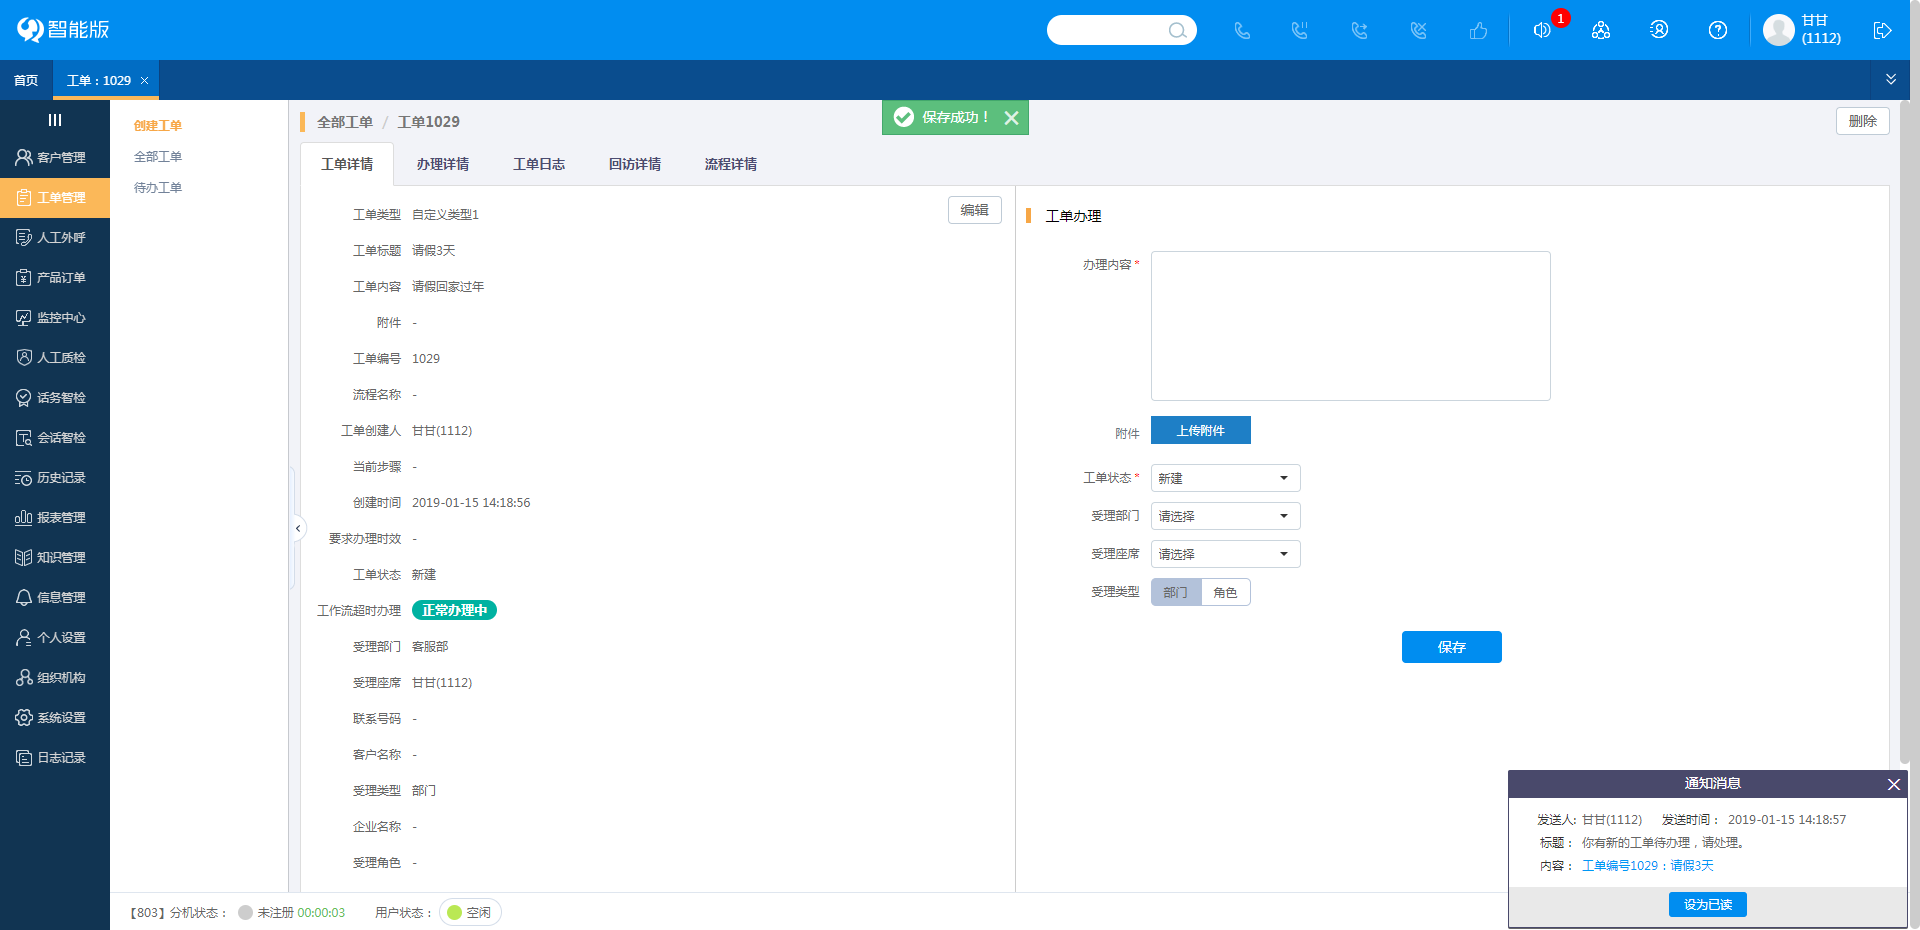 智能版
1
甘甘
(1112)
首页
工单：1029
客户管理
工单管理
人工外呼
产品订单
监控中心
人工质检
话务智检
会话智检
历史记录
报表管理
知识管理
信息管理
个人设置
组织机构
系统设置
日志记录
创建工单
全部工单
待办工单
全部工单 / 工单1029
保存成功！
删除
工单详情 办理详情 工单日志 回访详情 流程详情
编辑
工单类型 自定义类型1
工单标题 请假3天
工单内容 请假回家过年
附件 -
工单编号 1029
流程名称 -
工单创建人 甘甘(1112)
当前步骤 -
创建时间 2019-01-15 14:18:56
要求办理时效 -
工单状态 新建
工作流超时办理 正常办理中
受理部门 客服部
受理座席 甘甘(1112)
联系号码 -
客户名称 -
受理类型 部门
企业名称 -
受理角色 -
工单办理
办理内容*
附件 上传附件
工单状态* 新建
受理部门 请选择
受理座席 请选择
受理类型 部门 角色
保存
通知消息
发送人: 甘甘(1112) 发送时间： 2019-01-15 14:18:57
标题： 你有新的工单待办理，请处理。
内容： 工单编号1029：请假3天
设为已读
【803】分机状态： 未注册 00:00:03 用户状态： 空闲